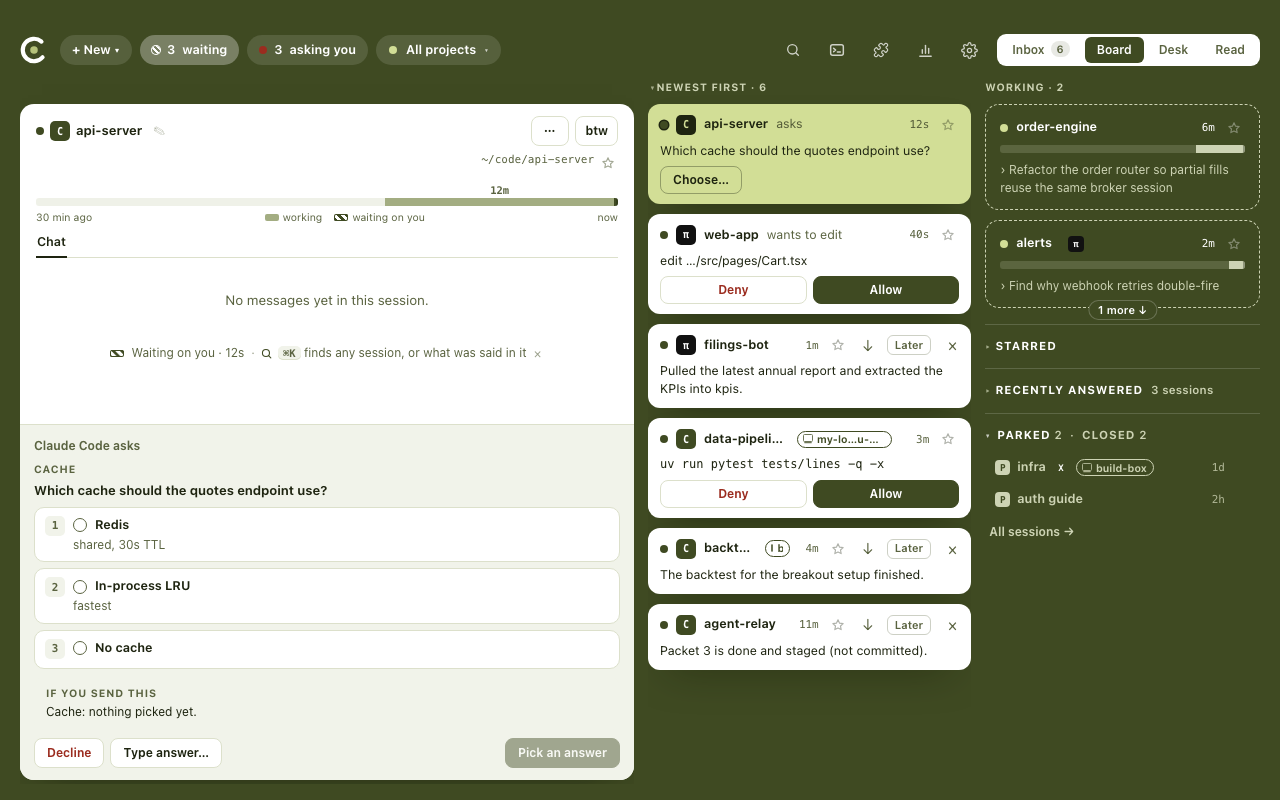 C
+ New ▾
3 waiting
3 asking you
All projects
Inbox 6
Board
Desk
Read
C api-server
...
btw
~/code/api-server
12m
30 min ago
working
waiting on you
now
Chat
No messages yet in this session.
Waiting on you · 12s · ⌘K finds any session, or what was said in it ×
Claude Code asks
CACHE
Which cache should the quotes endpoint use?
1 Redis
shared, 30s TTL
2 In-process LRU
fastest
3 No cache
IF YOU SEND THIS
Cache: nothing picked yet.
Decline
Type answer...
Pick an answer
NEWEST FIRST · 6
C api-server asks 12s
Which cache should the quotes endpoint use?
Choose...
π web-app wants to edit 40s
edit .../src/pages/Cart.tsx
Deny
Allow
π filings-bot 1m ↓ Later ×
Pulled the latest annual report and extracted the
KPIs into kpis.
C data-pipeli... my-lo...u-... 3m
uv run pytest tests/lines -q -x
Deny
Allow
C backt... 4m ↓ Later ×
The backtest for the breakout setup finished.
C agent-relay 11m ↓ Later ×
Packet 3 is done and staged (not committed).
WORKING · 2
order-engine 6m
› Refactor the order router so partial fills
reuse the same broker session
alerts π 2m
› Find why webhook retries double-fire
1 more ↓
STARRED
RECENTLY ANSWERED 3 sessions
PARKED 2 · CLOSED 2
P infra X build-box 1d
P auth guide 2h
All sessions →